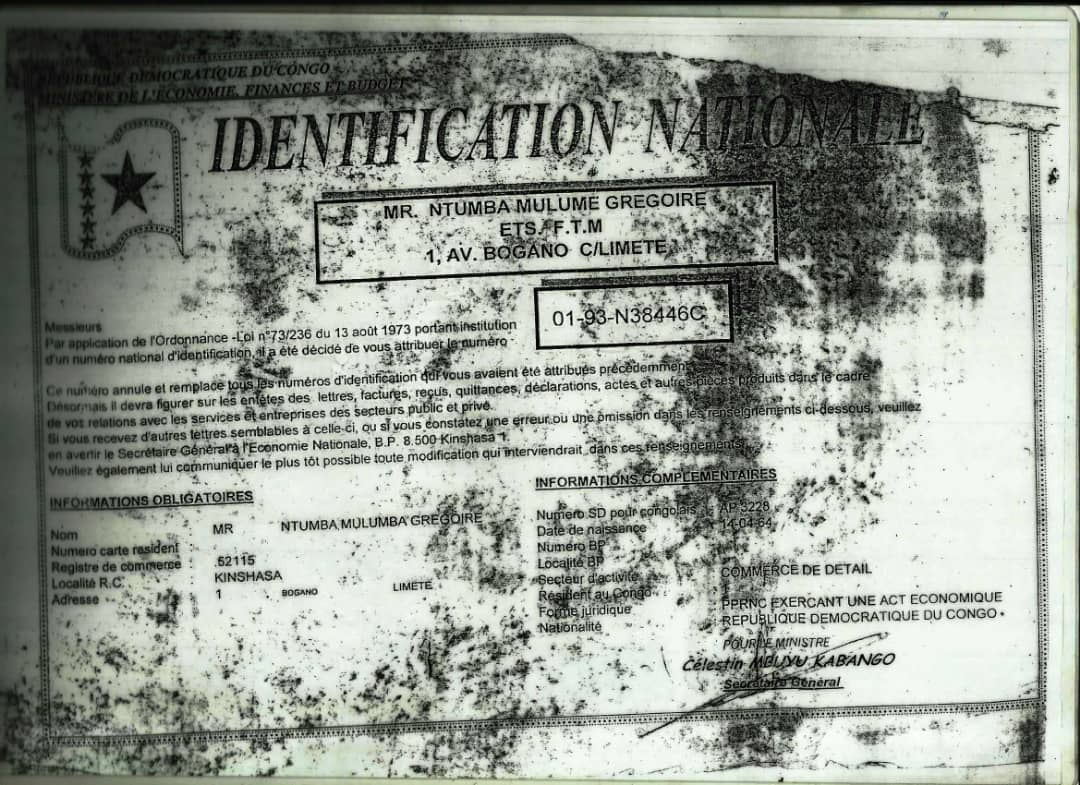 REPUBLIQUE DEMOCRATIQUE DU CONGO
MINISTERE DE L'ECONOMIE, FINANCES ET BUDGET
IDENTIFICATION NATIONALE
MR. NTUMBA MULUME GREGOIRE
ETS. F.T.M
1, AV. BOGANO C/LIMETE
01-93-N38446C
Messieurs
Par application de l'Ordonnance -Loi n°73/236 du 13 août 1973 portant institution
d'un numéro national d'identification, il a été décidé de vous attribuer le numéro
Ce numéro annule et remplace tous les numéros d'identification qui vous avaient été attribués précédemment
Désormais il devra figurer sur les entêtes des lettres, factures, reçus, quittances, déclarations, actes et autres pièces produits dans le cadre
de vos relations avec les services et entreprises des secteurs public et privé.
Si vous recevez d'autres lettres semblables à celle-ci, ou si vous constatez une erreur ou une omission dans les renseignements ci-dessous, veuillez
en avertir le Secrétaire Général à l'Economie Nationale, B.P. 8.500 Kinshasa 1.
Veuillez également lui communiquer le plus tôt possible toute modification qui interviendrait dans ces renseignements.
INFORMATIONS OBLIGATOIRES
Nom MR NTUMBA MULUMBA GREGOIRE
Numero carte resident :
Registre de commerce : 52115
Localité R.C. KINSHASA
Adresse 1 BOGANO LIMETE
INFORMATIONS COMPLEMENTAIRES
Numero SD pour congolais : AP 3228
Date de naissance 14-04-64
Numéro BP
Localité BP
Secteur d'activité COMMERCE DE DETAIL
Résident au Congo
Forme juridique PPRNC EXERCANT UNE ACT ECONOMIQUE
Nationalité REPUBLIQUE DEMOCRATIQUE DU CONGO
POUR LE MINISTRE
Célestin MBUYU KABANGO
Secrétaire Général